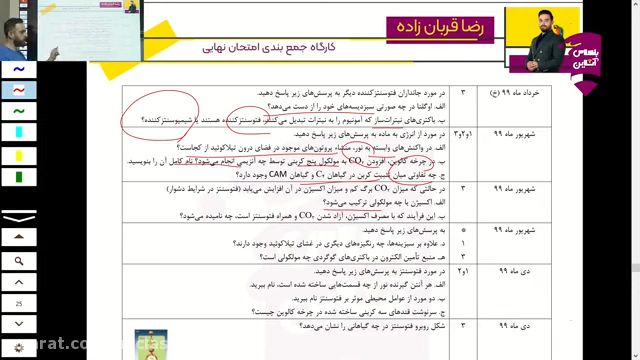 رضا قربان زاده
کارگاه جمع بندی امتحان نهایی
پلاس آنلاین
خرداد ماه ۹۹ (خ)
۳
در مورد جانداران فتوسنتزکننده دیگر به پرسش‌های زیر پاسخ دهید.
الف. اوگلنا در چه صورتی سبزدیسه‌های خود را از دست می‌دهد؟
ب. باکتری‌های نیترات‌ساز که آمونیوم را به نیترات تبدیل می‌کنند، فتوسنتزکننده هستند یا شیمیوسنتزکننده؟
شهریور ماه ۹۹
۱و۲و۳
در مورد از انرژی به ماده به پرسش‌های زیر پاسخ دهید.
الف. در واکنش‌های وابسته به نور، منشاء پروتون‌های موجود در فضای درون تیلاکوئید از کجاست؟
ب. در چرخه کالوین، افزودن CO۲ به مولکول پنج کربنی توسط چه آنزیمی انجام می‌شود؟ نام کامل آن را بنویسید.
ج. چه تفاوتی میان تثبیت کربن در گیاهان C۴ و گیاهان CAM وجود دارد؟
شهریور ماه ۹۹
۳
در حالتی که میزان CO۲ برگ کم و میزان اکسیژن در آن افزایش می‌یابد (فتوسنتز در شرایط دشوار)
الف. اکسیژن با چه مولکولی ترکیب می‌شود؟
ب. این فرآیند که با مصرف اکسیژن، آزاد شدن CO۲ و همراه فتوسنتز است، چه نامیده می‌شود؟
شهریور ماه ۹۹
*
۳
۳
به پرسش‌های زیر پاسخ دهید.
د. علاوه بر سبزینه‌ها، چه رنگیزه‌های دیگری در غشای تیلاکوئید وجود دارند؟
هـ. منبع تأمین الکترون در باکتری‌های گوگردی چه مولکولی است؟
دی ماه ۹۹
۱و۲
در مورد فتوسنتز به پرسش‌های زیر پاسخ دهید.
الف. هر آنتن گیرنده نور از چه قسمت‌هایی ساخته شده است، نام ببرید.
ب. دو مورد از عوامل محیطی موثر بر فتوسنتز نام ببرید.
ج. سرنوشت قندهای سه کربنی ساخته شده در چرخه کالوین چیست؟
دی ماه ۹۹
۳
شکل روبرو فتوسنتز در چه گیاهانی را نشان می‌دهد؟
25